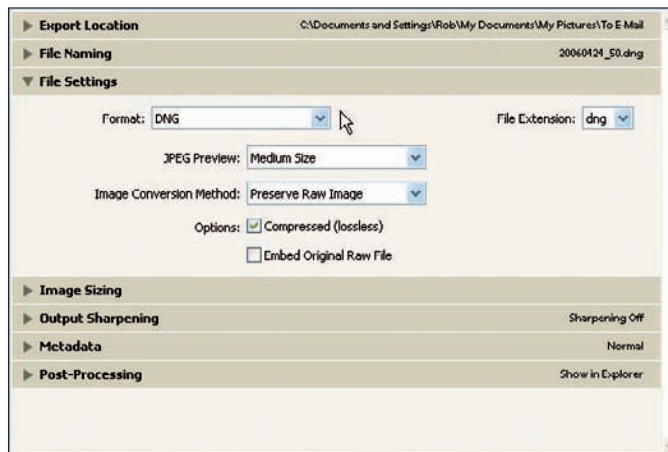 Export Location C:\Documents and Settings\Rob\My Documents\My Pictures\To E-Mail
File Naming 20060424_50.dng
File Settings
Format: DNG File Extension: dng
JPEG Preview: Medium Size
Image Conversion Method: Preserve Raw Image
Options: Compressed (lossless)
Embed Original Raw File
Image Sizing
Output Sharpening Sharpening Off
Metadata Normal
Post-Processing Show in Explorer